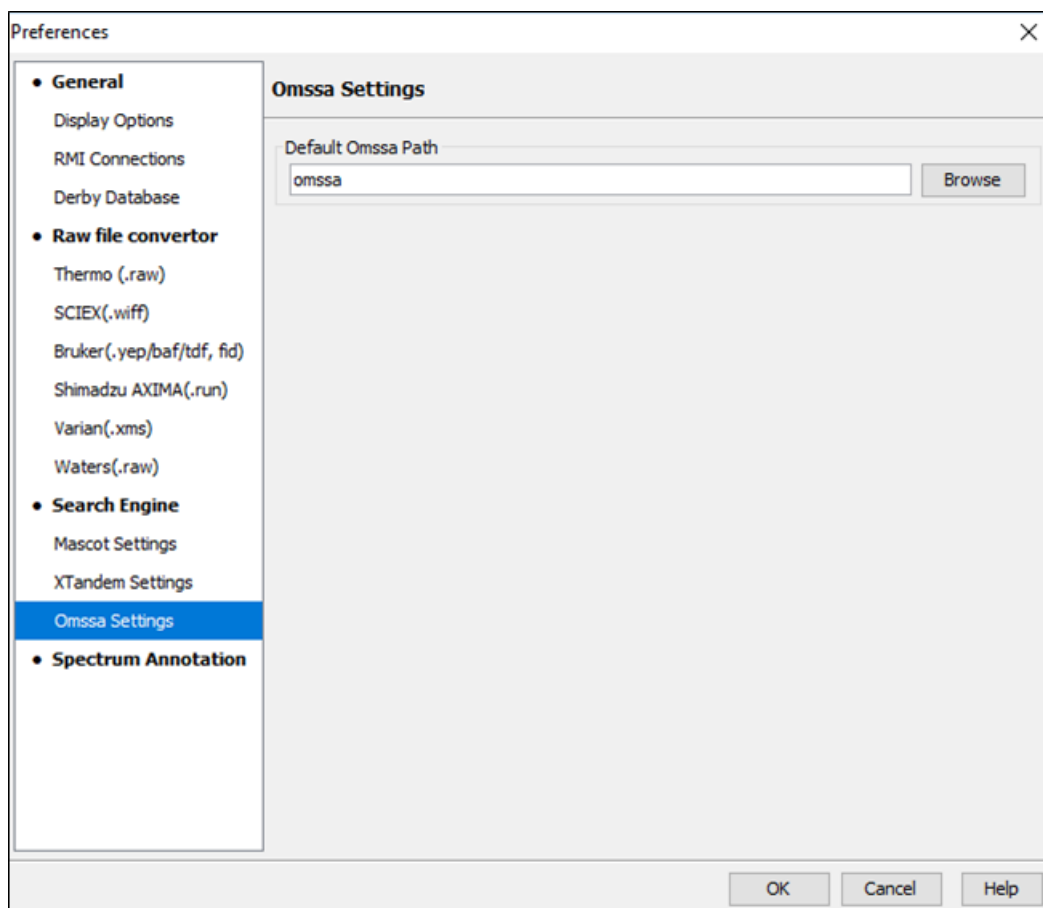 Preferences
• General
Display Options
RMI Connections
Derby Database
• Raw file convertor
Thermo (.raw)
SCIEX(.wiff)
Bruker(.yep/baf/tdf, fid)
Shimadzu AXIMA(.run)
Varian(.xms)
Waters(.raw)
• Search Engine
Mascot Settings
XTandem Settings
Omssa Settings
• Spectrum Annotation
Omssa Settings
Default Omssa Path
omssa
Browse
OK
Cancel
Help